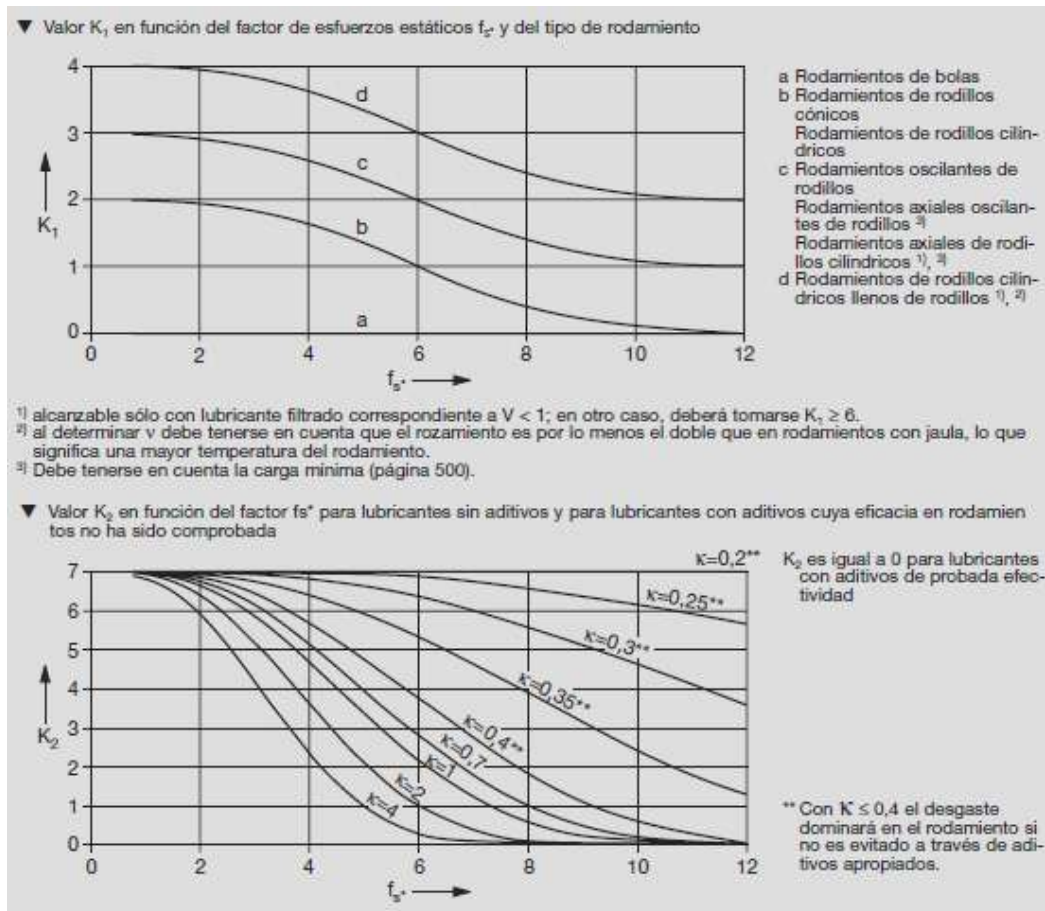 ▼ Valor K₁ en función del factor de esfuerzos estáticos fₛ* y del tipo de rodamiento
4
3
2
1
0
K₁
d
c
b
a
0 2 4 6 8 10 12
fₛ*
a Rodamientos de bolas
b Rodamientos de rodillos
cónicos
Rodamientos de rodillos cilín-
dricos
c Rodamientos oscilantes de
rodillos
Rodamientos axiales oscilan-
tes de rodillos ³⁾
Rodamientos axiales de rodi-
llos cilíndricos ¹⁾, ³⁾
d Rodamientos de rodillos cilín-
dricos llenos de rodillos ¹⁾, ²⁾
¹⁾ alcanzable sólo con lubricante filtrado correspondiente a V < 1; en otro caso, deberá tomarse K₁ ≥ 6.
²⁾ al determinar ν debe tenerse en cuenta que el rozamiento es por lo menos el doble que en rodamientos con jaula, lo que
significa una mayor temperatura del rodamiento.
³⁾ Debe tenerse en cuenta la carga mínima (página 500).
▼ Valor K₂ en función del factor fs* para lubricantes sin aditivos y para lubricantes con aditivos cuya eficacia en rodamien
tos no ha sido comprobada
7
6
5
4
3
2
1
0
K₂
κ=0,2**
κ=0,25**
κ=0,3**
κ=0,35**
κ=0,4**
κ=0,7
κ=1
κ=2
κ=4
0 2 4 6 8 10 12
fₛ*
K₂ es igual a 0 para lubricantes
con aditivos de probada efec-
tividad
** Con κ ≤ 0,4 el desgaste
dominará en el rodamiento si
no es evitado a través de adi-
tivos apropiados.